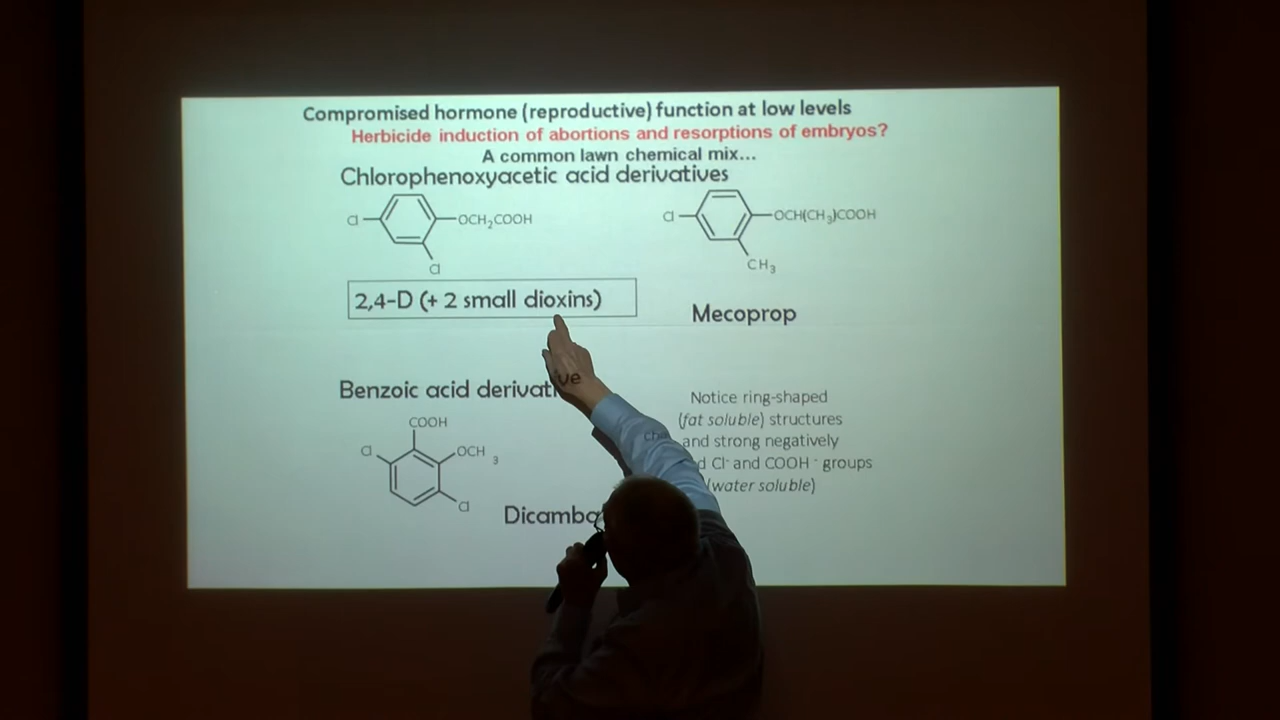 Compromised hormone (reproductive) function at low levels
Herbicide induction of abortions and resorptions of embryos?
A common lawn chemical mix...
Chlorophenoxyacetic acid derivatives
Cl
OCH₂COOH
Cl
Cl
OCH(CH₃)COOH
CH₃
2,4-D (+ 2 small dioxins)
Mecoprop
Benzoic acid derivative
COOH
Cl
OCH 3
Cl
Dicamba
Notice ring-shaped
(fat soluble) structures
and strong negatively
d Cl⁻ and COOH ⁻ groups
(water soluble)